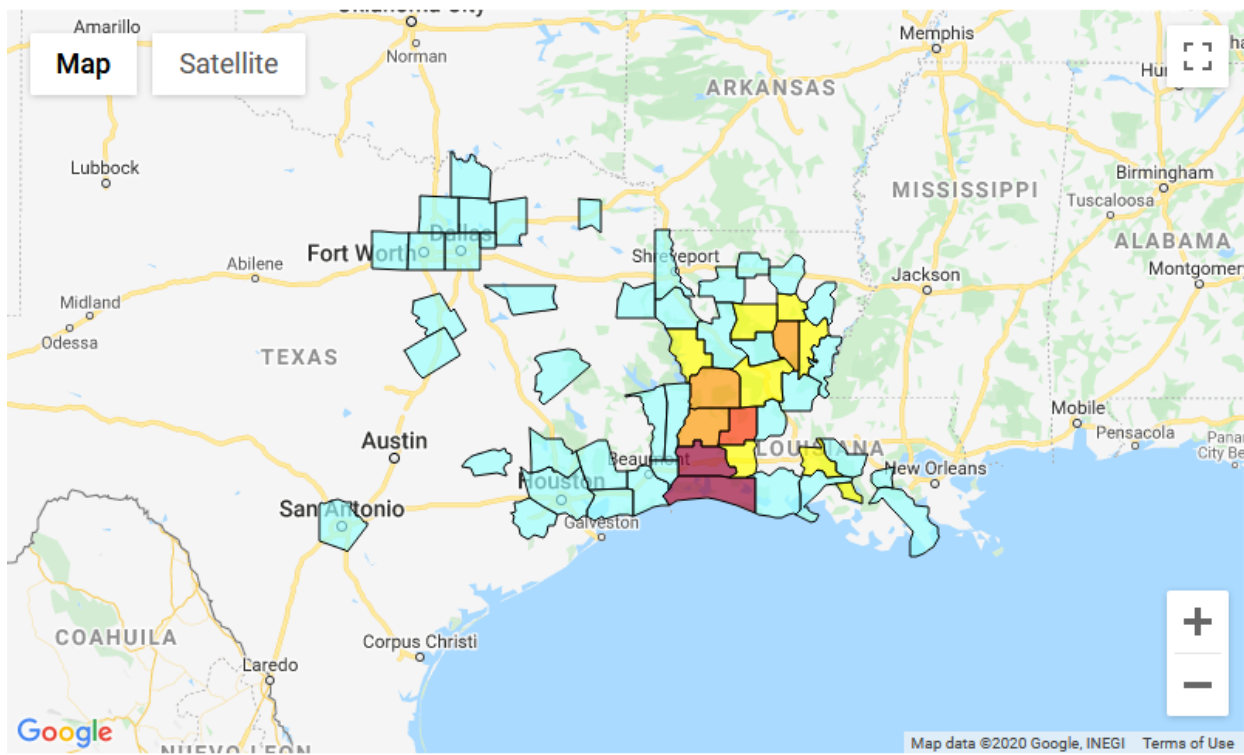 Oklahoma City
Amarillo
Memphis
Map
Satellite
Norman
ARKANSAS
Lubbock
Birmingham
MISSISSIPPI
Tuscaloosa
Dallas
ALABAMA
Fort Worth
Shreveport
Abilene
Jackson
Montgomery
Midland
Odessa
TEXAS
Mobile
Pensacola
Austin
LOUISIANA
Beaumont
New Orleans
Houston
San Antonio
Galveston
COAHUILA
Corpus Christi
Laredo
+
−
Google
NUEVO LEON
Map data ©2020 Google, INEGI
Terms of Use